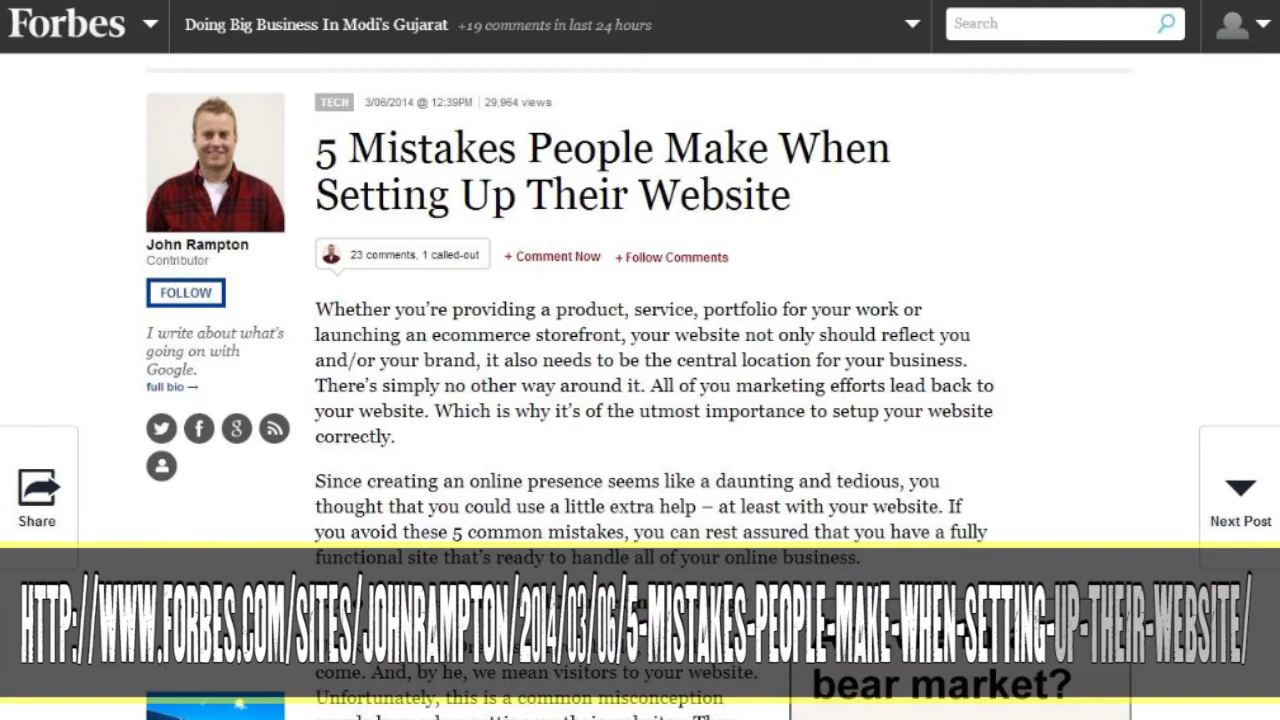 Forbes
Doing Big Business In Modi's Gujarat +19 comments in last 24 hours
Search
TECH 3/06/2014 @ 12:39PM 29,964 views
5 Mistakes People Make When
Setting Up Their Website
John Rampton
Contributor
FOLLOW
I write about what's
going on with
Google.
full bio →
23 comments, 1 called-out + Comment Now + Follow Comments
Whether you're providing a product, service, portfolio for your work or
launching an ecommerce storefront, your website not only should reflect you
and/or your brand, it also needs to be the central location for your business.
There's simply no other way around it. All of you marketing efforts lead back to
your website. Which is why it's of the utmost importance to setup your website
correctly.
Since creating an online presence seems like a daunting and tedious, you
thought that you could use a little extra help – at least with your website. If
you avoid these 5 common mistakes, you can rest assured that you have a fully
functional site that's ready to handle all of your online business.
Share
Next Post
HTTP://WWW.FORBES.COM/SITES/JOHNRAMPTON/2014/03/06/5-MISTAKES-PEOPLE-MAKE-WHEN-SETTING-UP-THEIR-WEBSITE/
come. And, by he, we mean visitors to your website.
Unfortunately, this is a common misconception
bear market?